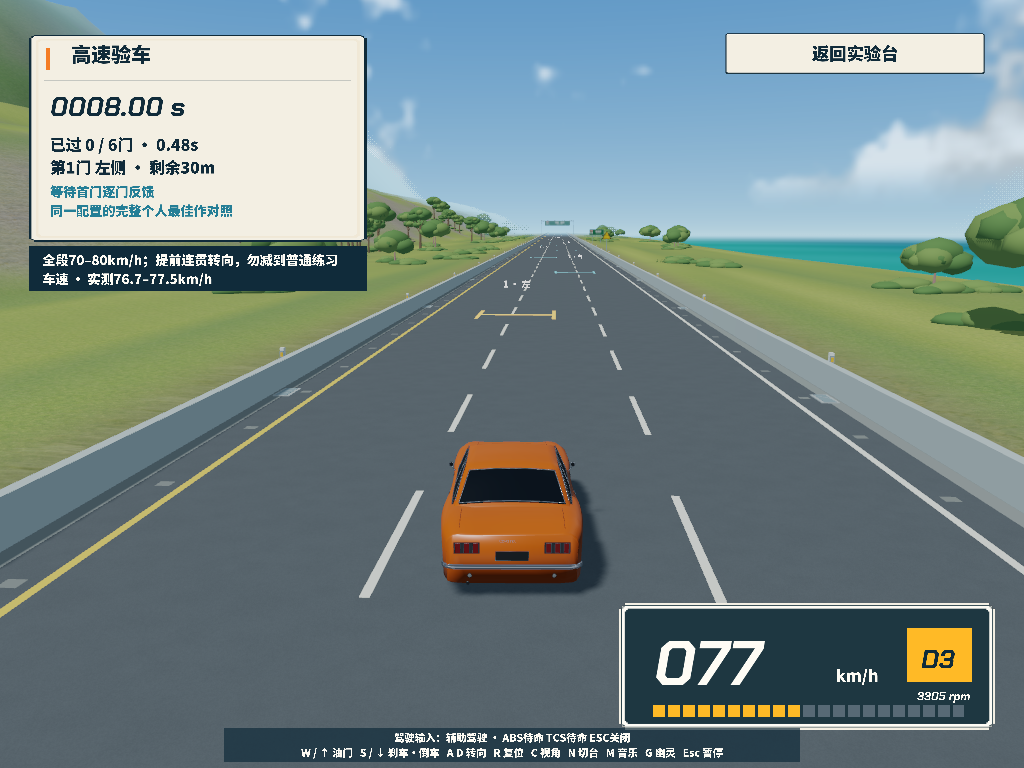 高速验车
0008.00 s
已过 0 / 6门 · 0.48s
第1门 左侧 · 剩余30m
等待首门逐门反馈
同一配置的完整个人最佳作对照
全段70–80km/h；提前连贯转向，勿减到普通练习
车速 · 实测76.7–77.5km/h
返回实验台
1 · 左
077 km/h D3
3305 rpm
驾驶输入：辅助驾驶 · ABS待命 TCS待命 ESC关闭
W / ↑ 油门 S / ↓ 刹车·倒车 A D 转向 R 复位 C 视角 N 切台 M 音乐 G 幽灵 Esc 暂停